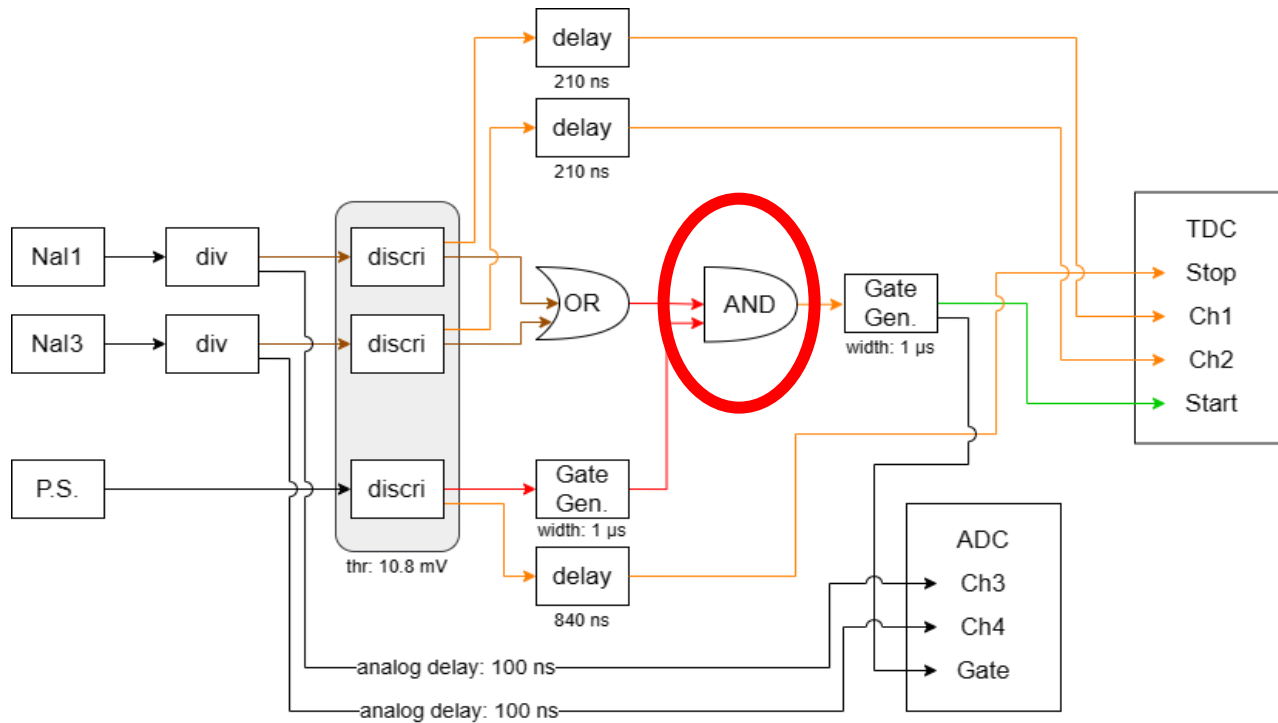 delay
210 ns
delay
210 ns
NaI1
div
discri
OR
AND
Gate
Gen.
width: 1 μs
TDC
Stop
Ch1
Ch2
Start
NaI3
div
discri
P.S.
discri
thr: 10.8 mV
Gate
Gen.
width: 1 μs
delay
840 ns
ADC
Ch3
Ch4
Gate
analog delay: 100 ns
analog delay: 100 ns